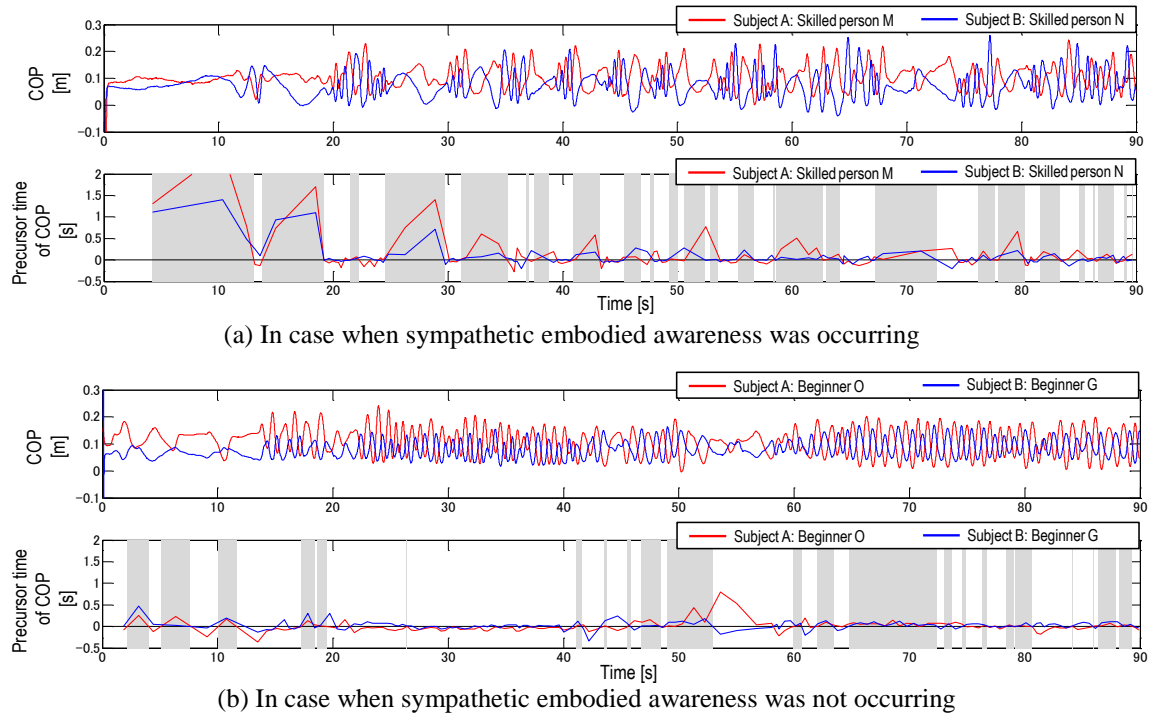 Subject A: Skilled person M Subject B: Skilled person N
COP
[m]
0.3
0.2
0.1
0
-0.1
0 10 20 30 40 50 60 70 80 90
Subject A: Skilled person M Subject B: Skilled person N
Precursor time
of COP
[s]
2
1.5
1
0.5
0
-0.5
0 10 20 30 40 50 60 70 80 90
Time [s]
(a) In case when sympathetic embodied awareness was occurring
Subject A: Beginner O Subject B: Beginner G
COP
[m]
0.3
0.2
0.1
0
-0.1
0 10 20 30 40 50 60 70 80 90
Subject A: Beginner O Subject B: Beginner G
Precursor time
of COP
[s]
2
1.5
1
0.5
0
-0.5
0 10 20 30 40 50 60 70 80 90
Time [s]
(b) In case when sympathetic embodied awareness was not occurring